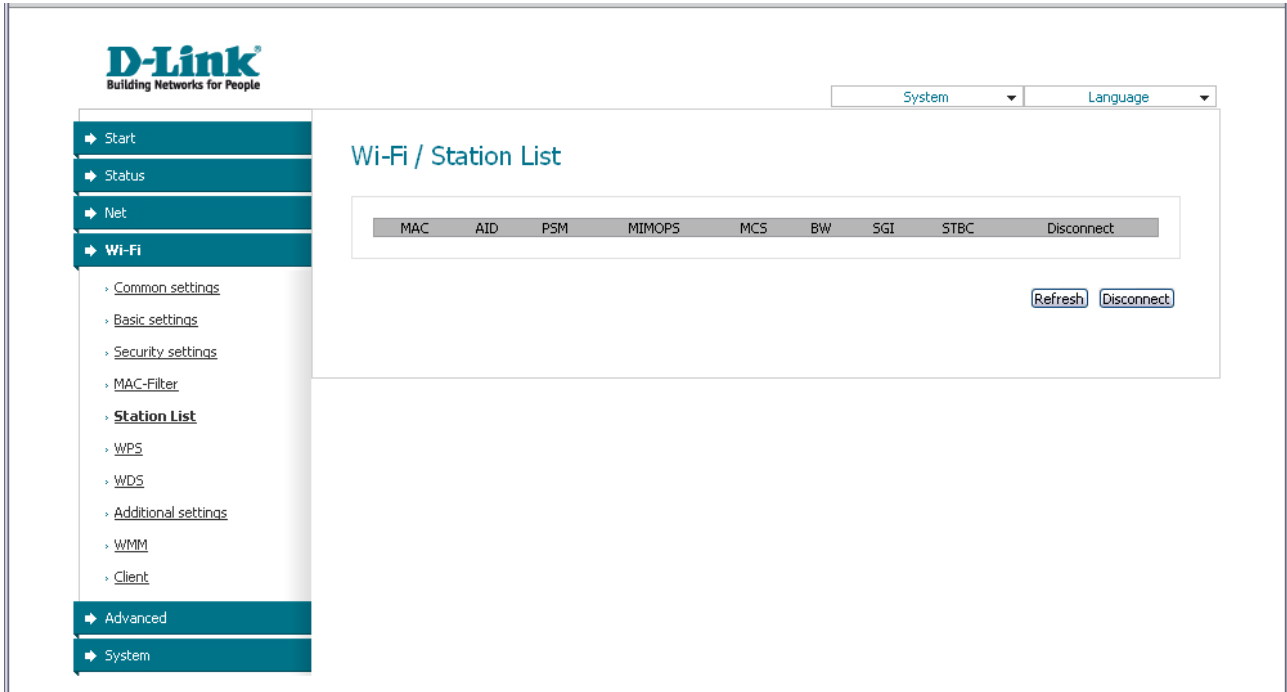 D-Link®
Building Networks for People
System Language
Start
Status
Net
Wi-Fi
Common settings
Basic settings
Security settings
MAC-Filter
Station List
WPS
WDS
Additional settings
WMM
Client
Advanced
System
Wi-Fi / Station List
MAC AID PSM MIMOPS MCS BW SGI STBC Disconnect
Refresh Disconnect